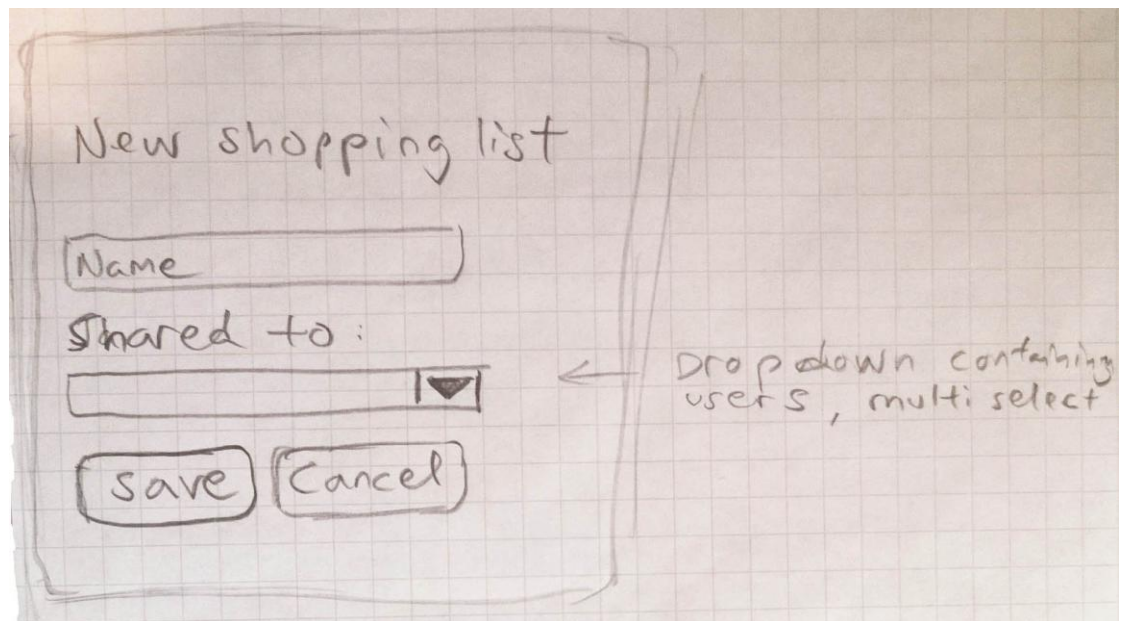 New shopping list
Name
Shared to:
Dropdown containing
users, multi select
save
Cancel